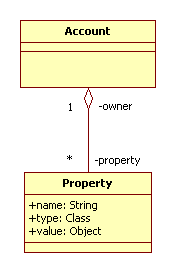 Account
1 -owner
* -property
Property
+name: String
+type: Class
+value: Object